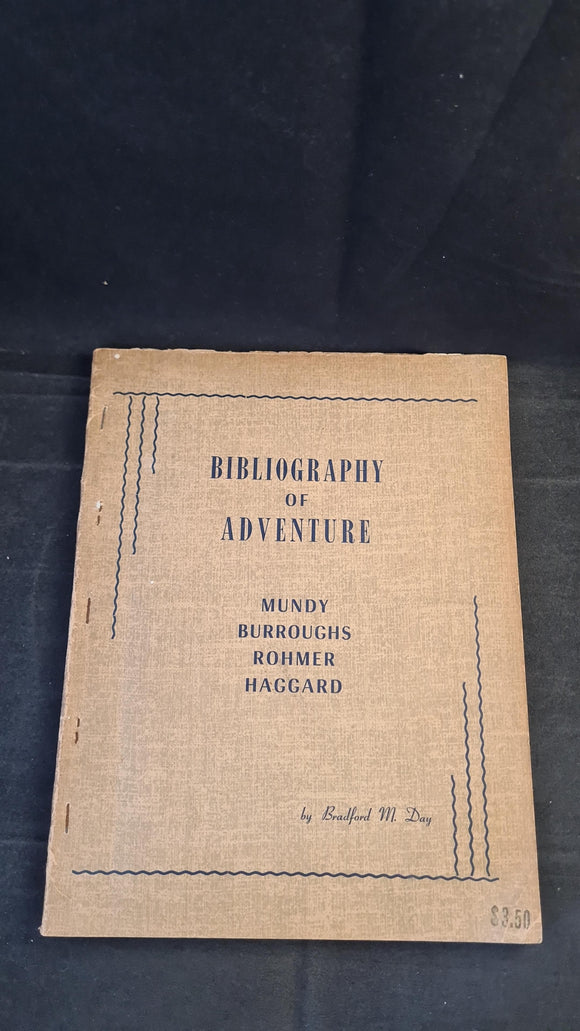 BIBLIOGRAPHY
OF
ADVENTURE
MUNDY
BURROUGHS
ROHMER
HAGGARD
by Bradford M. Day
$3.50